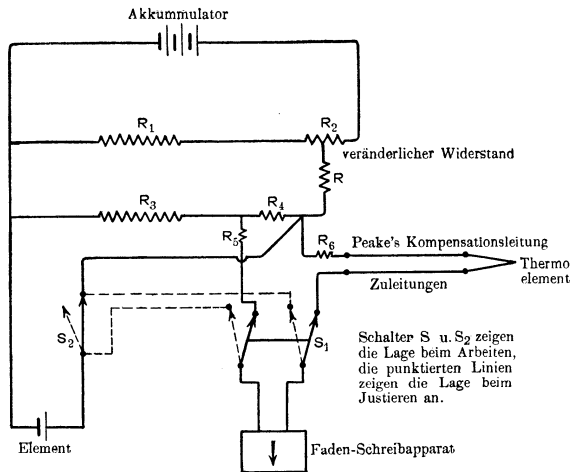 Akkummulator
R1
R2
veränderlicher Widerstand
R
R3
R4
R5
R6
Peake's Kompensationsleitung
Thermo
element
Zuleitungen
S2
S1
Schalter S u. S2 zeigen
die Lage beim Arbeiten,
die punktierten Linien
zeigen die Lage beim
Justieren an.
Element
Faden-Schreibapparat